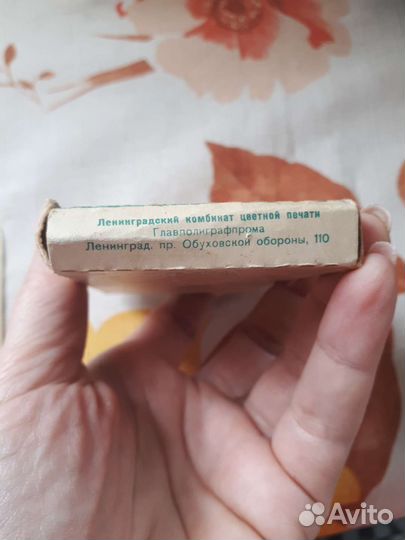 Ленинградский комбинат цветной печати
Главполиграфпрома
Ленинград, пр. Обуховской обороны, 110
Avito